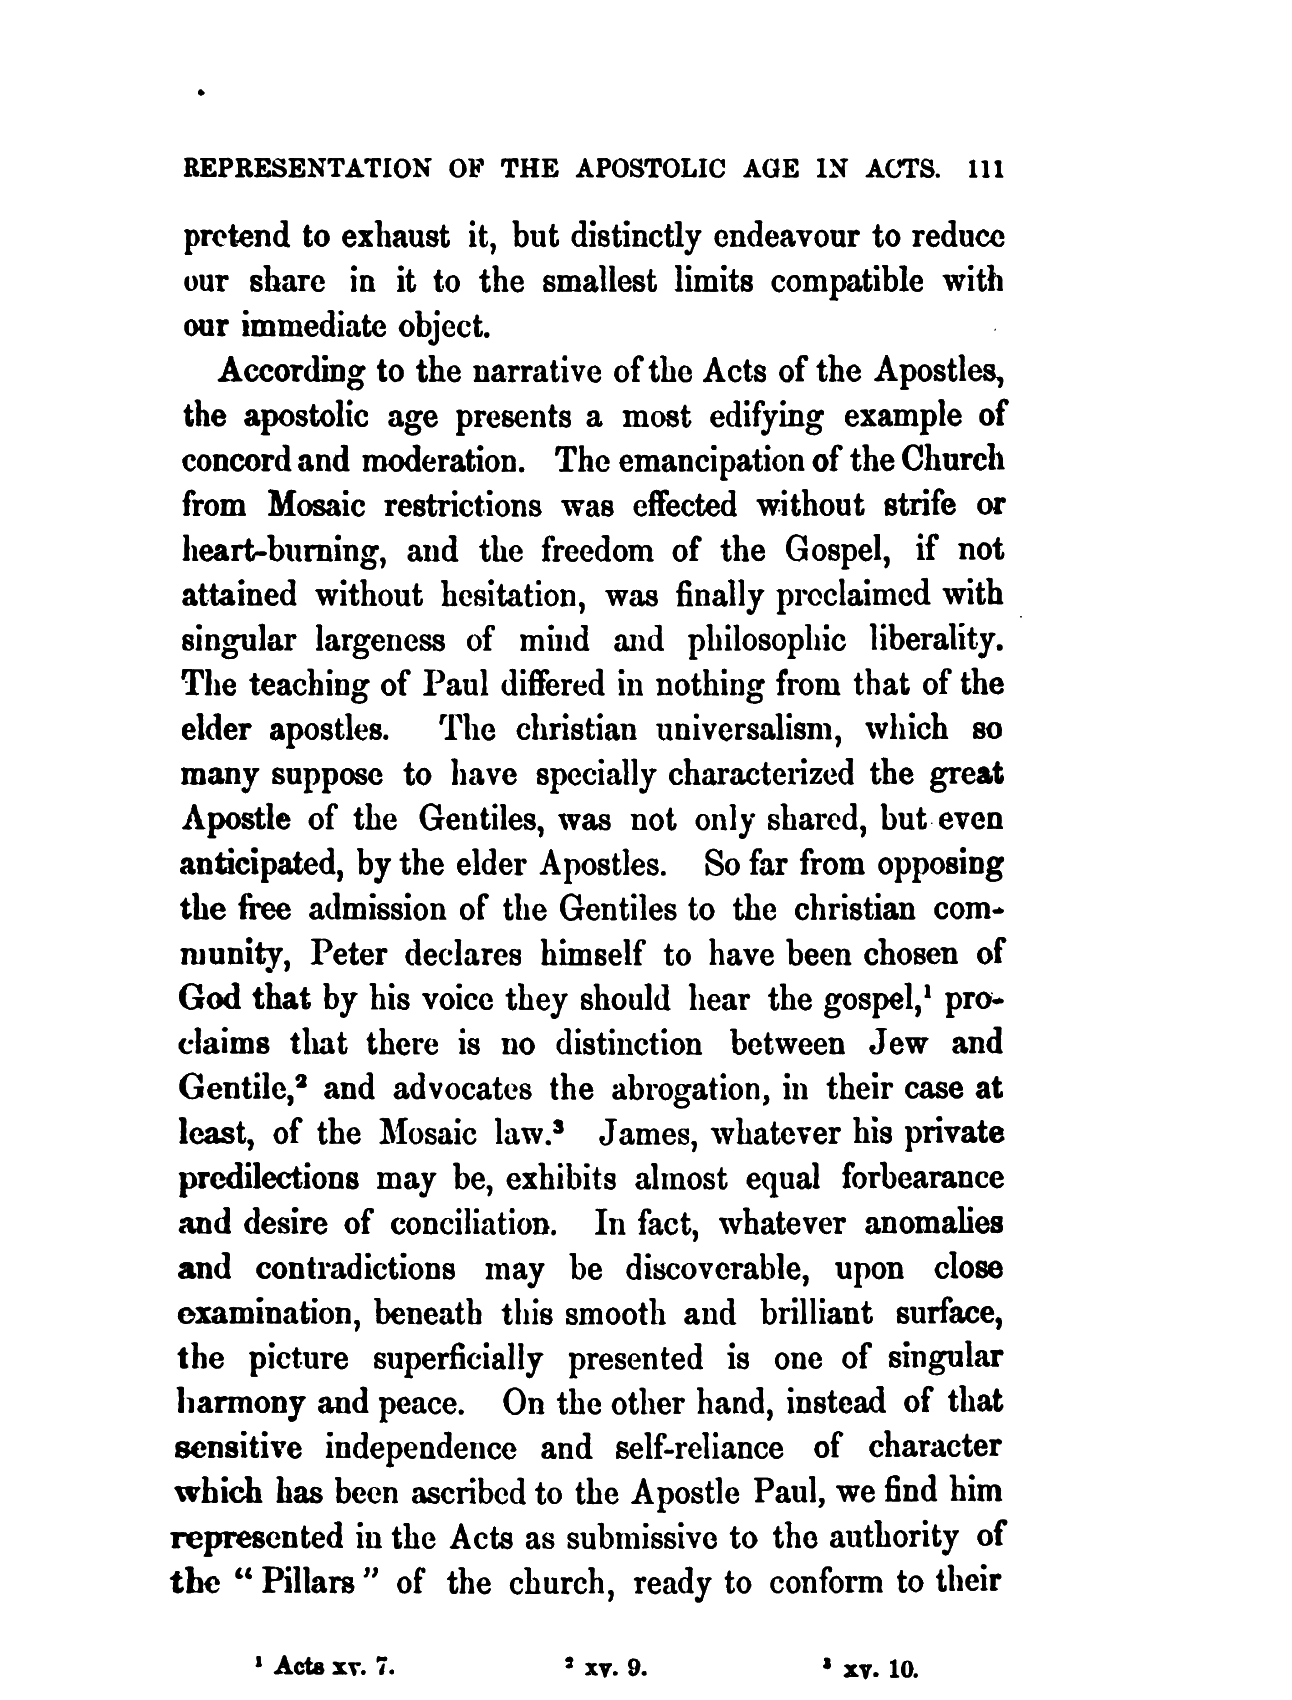 REPRESENTATION OF THE APOSTOLIC AGE IN ACTS. 111
pretend to exhaust it, but distinctly endeavour to reduce
our share in it to the smallest limits compatible with
our immediate object.
According to the narrative of the Acts of the Apostles,
the apostolic age presents a most edifying example of
concord and moderation. The emancipation of the Church
from Mosaic restrictions was effected without strife or
heart-burning, and the freedom of the Gospel, if not
attained without hesitation, was finally proclaimed with
singular largeness of mind and philosophic liberality.
The teaching of Paul differed in nothing from that of the
elder apostles. The christian universalism, which so
many suppose to have specially characterized the great
Apostle of the Gentiles, was not only shared, but even
anticipated, by the elder Apostles. So far from opposing
the free admission of the Gentiles to the christian com-
munity, Peter declares himself to have been chosen of
God that by his voice they should hear the gospel,¹ pro-
claims that there is no distinction between Jew and
Gentile,² and advocates the abrogation, in their case at
least, of the Mosaic law.³ James, whatever his private
predilections may be, exhibits almost equal forbearance
and desire of conciliation. In fact, whatever anomalies
and contradictions may be discoverable, upon close
examination, beneath this smooth and brilliant surface,
the picture superficially presented is one of singular
harmony and peace. On the other hand, instead of that
sensitive independence and self-reliance of character
which has been ascribed to the Apostle Paul, we find him
represented in the Acts as submissive to the authority of
the “Pillars” of the church, ready to conform to their
¹ Acts xv. 7. ² xv. 9. ³ xv. 10.